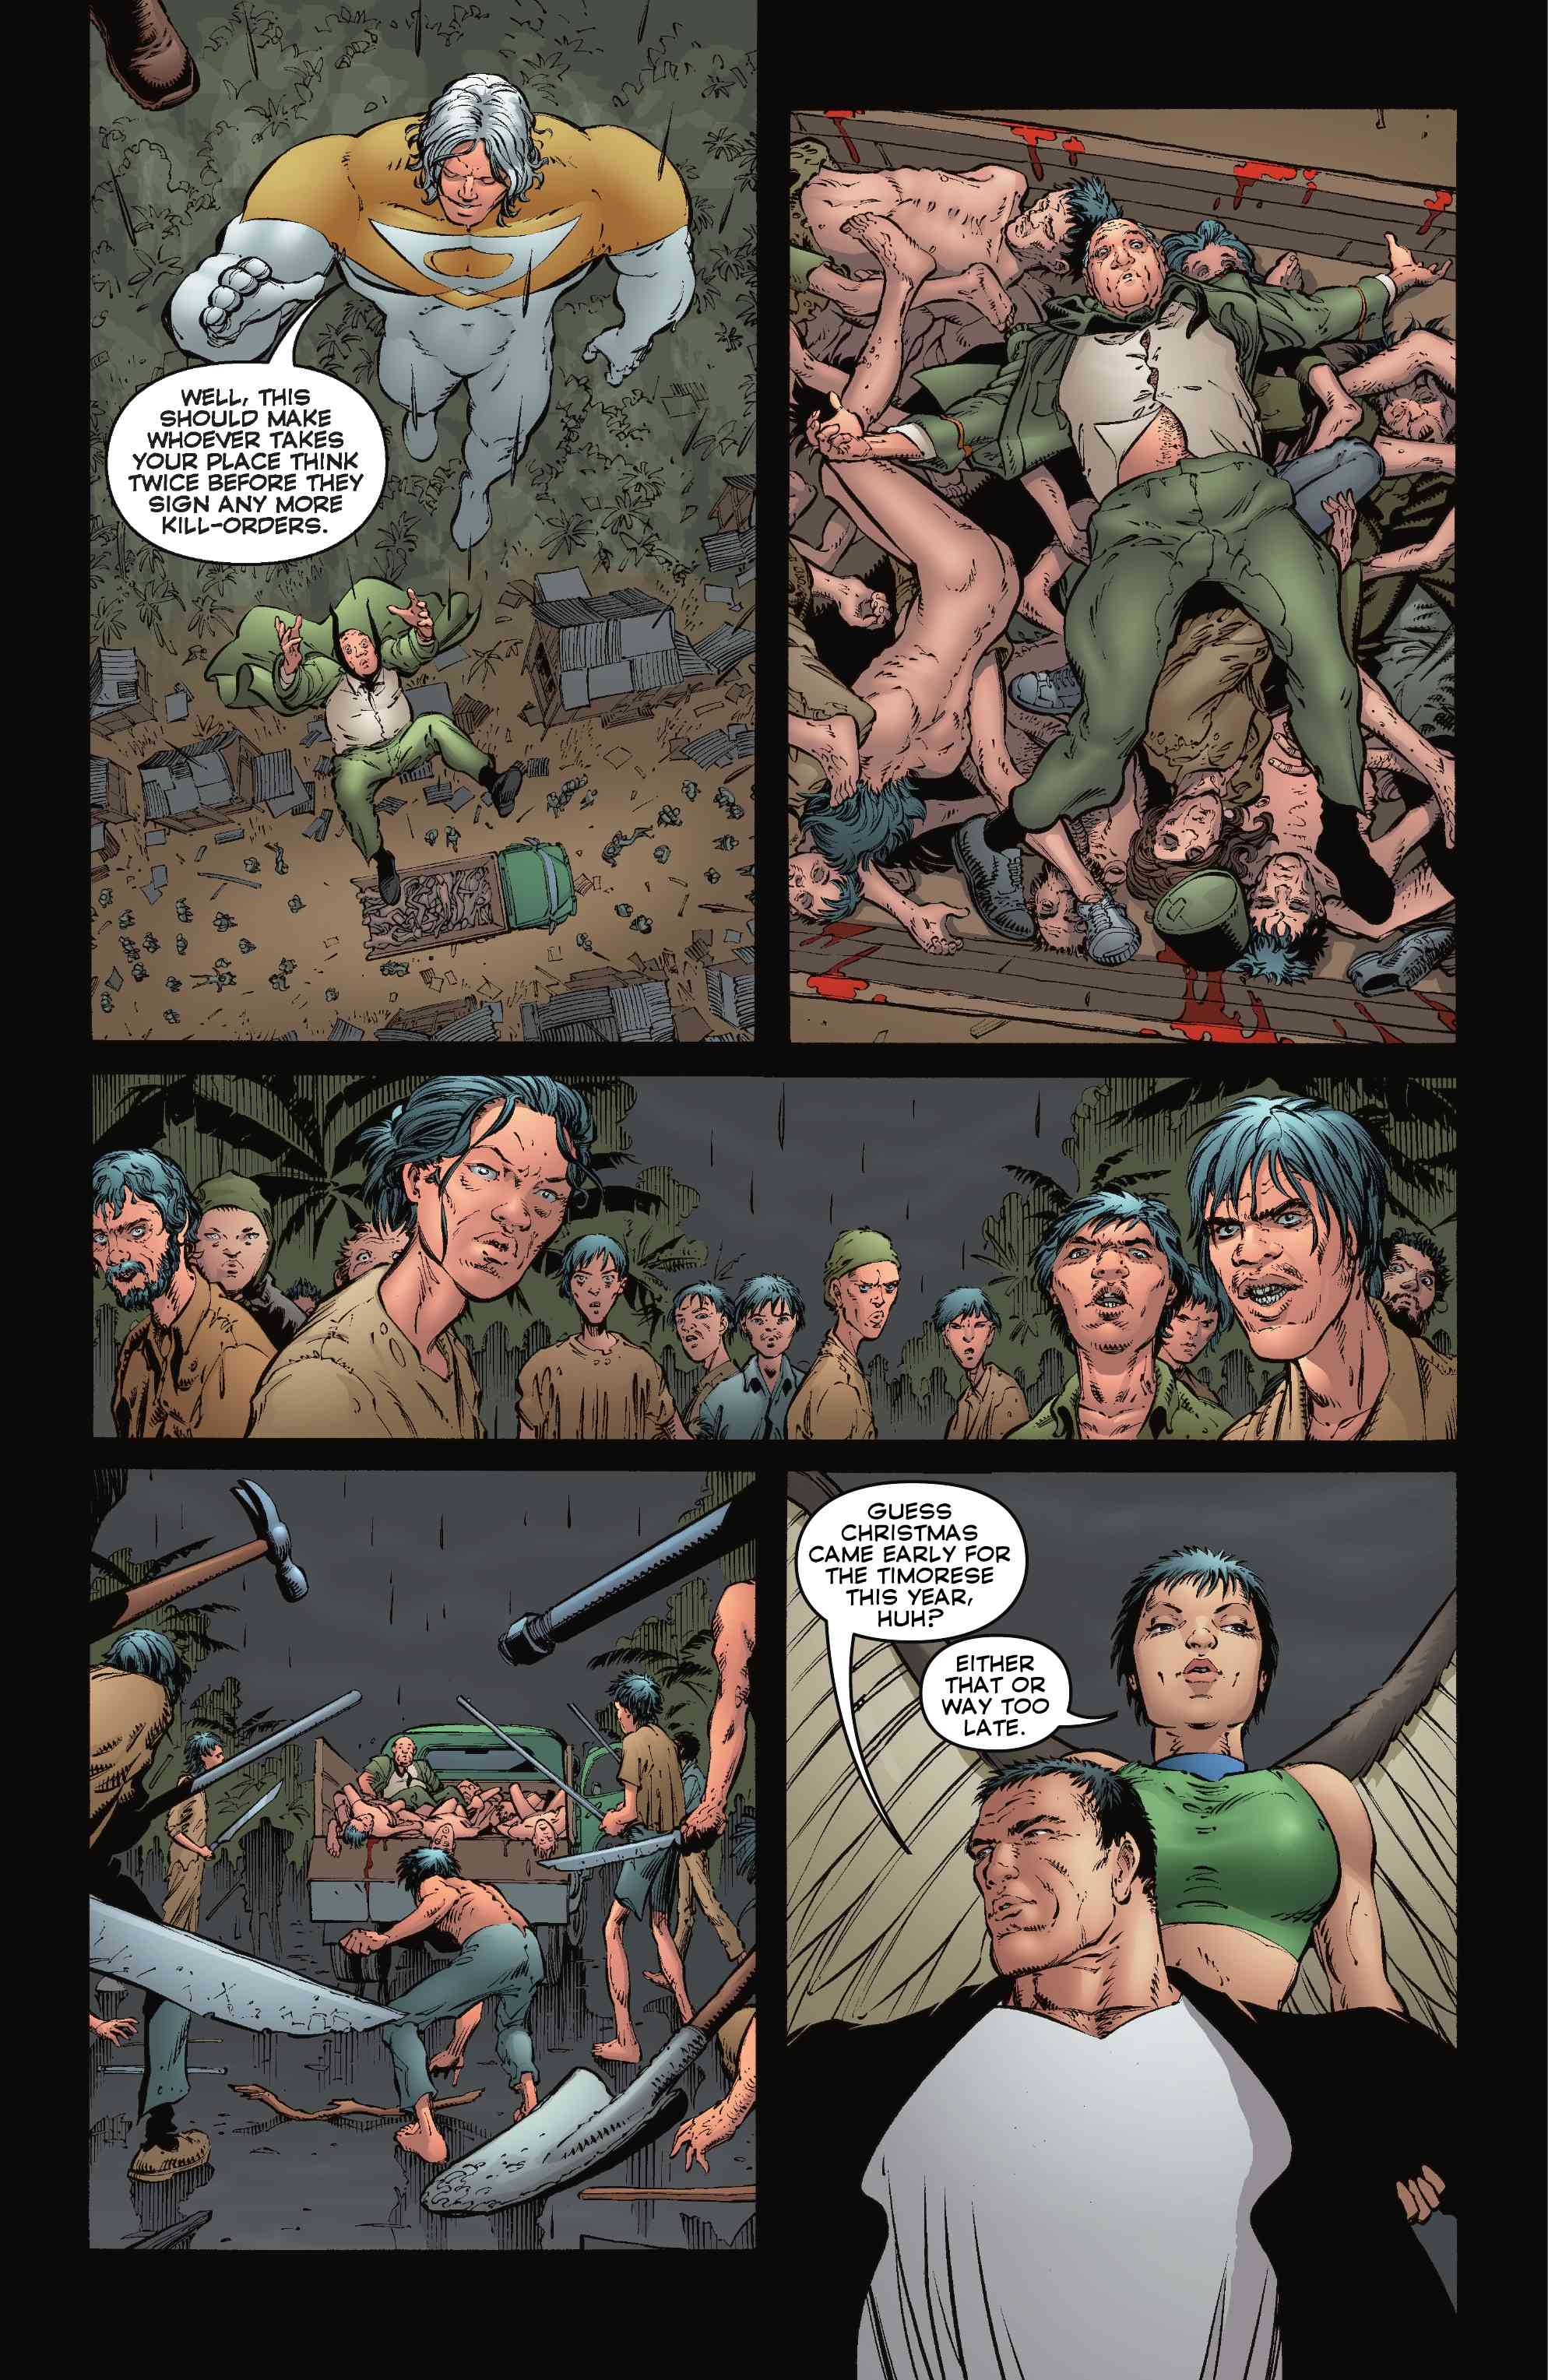 WELL, THIS
SHOULD MAKE
WHOEVER TAKES
YOUR PLACE THINK
TWICE BEFORE THEY
SIGN ANY MORE
KILL-ORDERS.
GUESS
CHRISTMAS
CAME EARLY FOR
THE TIMORESE
THIS YEAR,
HUH?
EITHER
THAT OR
WAY TOO
LATE.